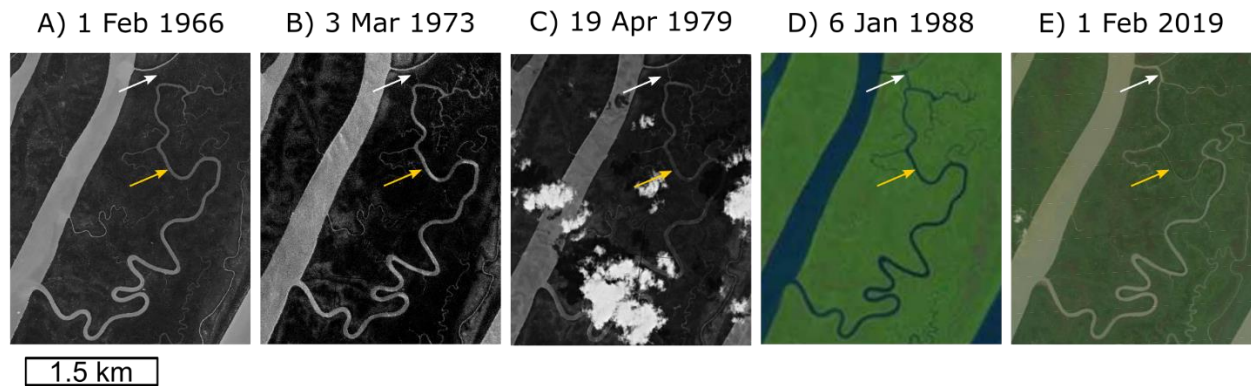 A) 1 Feb 1966
B) 3 Mar 1973
C) 19 Apr 1979
D) 6 Jan 1988
E) 1 Feb 2019
1.5 km